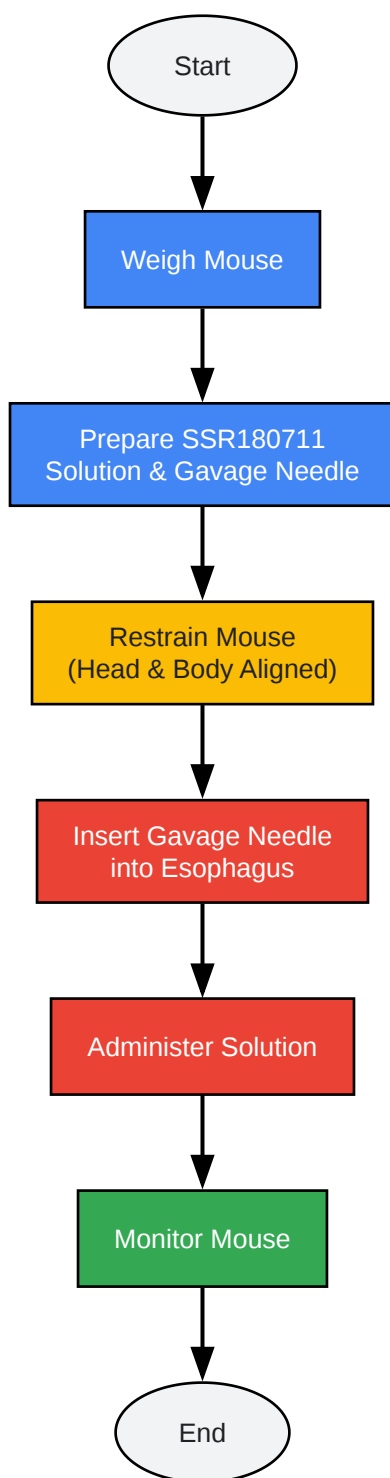 Start
Weigh Mouse
Prepare SSR180711
Solution & Gavage Needle
Restrain Mouse
(Head & Body Aligned)
Insert Gavage Needle
into Esophagus
Administer Solution
Monitor Mouse
End